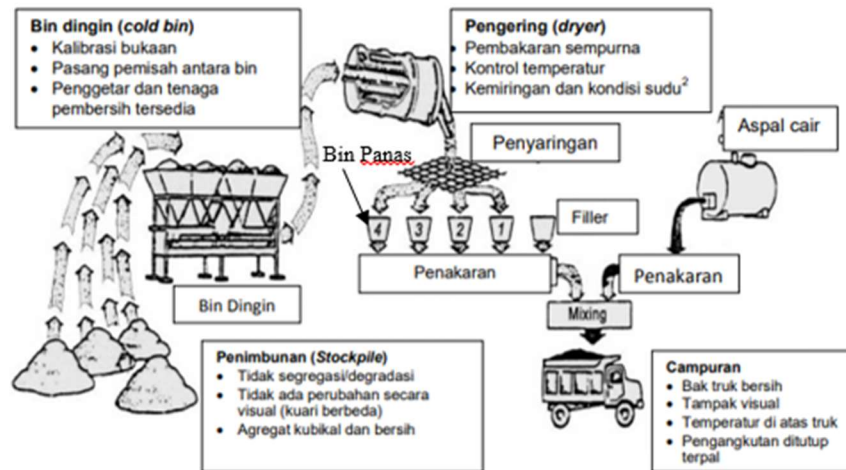 Bin dingin (cold bin)
• Kalibrasi bukaan
• Pasang pemisah antara bin
• Penggetar dan tenaga
pembersih tersedia
Pengering (dryer)
• Pembakaran sempurna
• Kontrol temperatur
• Kemiringan dan kondisi sudu²
Bin Panas
Penyaringan
Aspal cair
4
3
2
1
Filler
Penakaran
Penakaran
Bin Dingin
Mixing
Penimbunan (Stockpile)
• Tidak segregasi/degradasi
• Tidak ada perubahan secara
visual (kuari berbeda)
• Agregat kubikal dan bersih
Campuran
• Bak truk bersih
• Tampak visual
• Temperatur di atas truk
• Pengangkutan ditutup
terpal